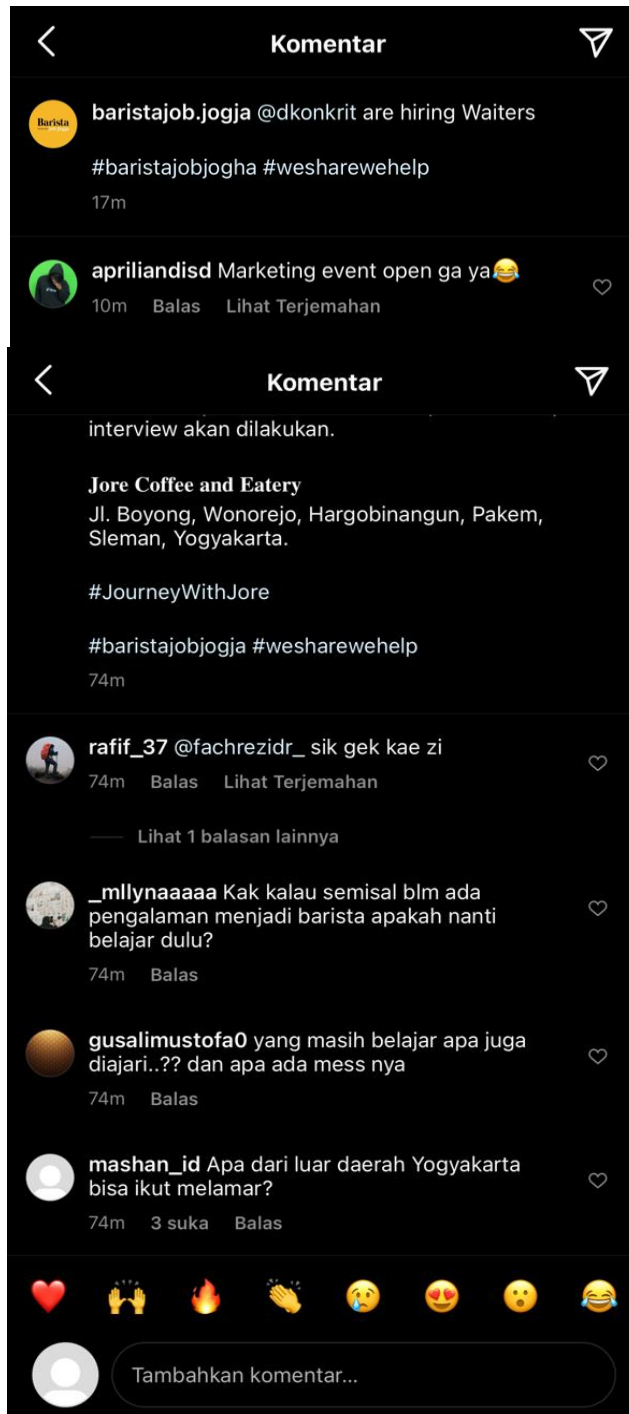 Komentar
Barista
baristajob.jogja @dkonkrit are hiring Waiters
#baristajobjogha #wesharewehelp
17m
apriliandisd Marketing event open ga ya😂
10m Balas Lihat Terjemahan
Komentar
interview akan dilakukan.
Jore Coffee and Eatery
Jl. Boyong, Wonorejo, Hargobinangun, Pakem,
Sleman, Yogyakarta.
#JourneyWithJore
#baristajobjogja #wesharewehelp
74m
rafif_37 @fachrezidr_ sik gek kae zi
74m Balas Lihat Terjemahan
Lihat 1 balasan lainnya
_mllynaaaaa Kak kalau semisal blm ada
pengalaman menjadi barista apakah nanti
belajar dulu?
74m Balas
gusalimustofa0 yang masih belajar apa juga
diajari..?? dan apa ada mess nya
74m Balas
mashan_id Apa dari luar daerah Yogyakarta
bisa ikut melamar?
74m 3 suka Balas
❤️ 🙌 🔥 👏 😢 😍 😮 😂
Tambahkan komentar...